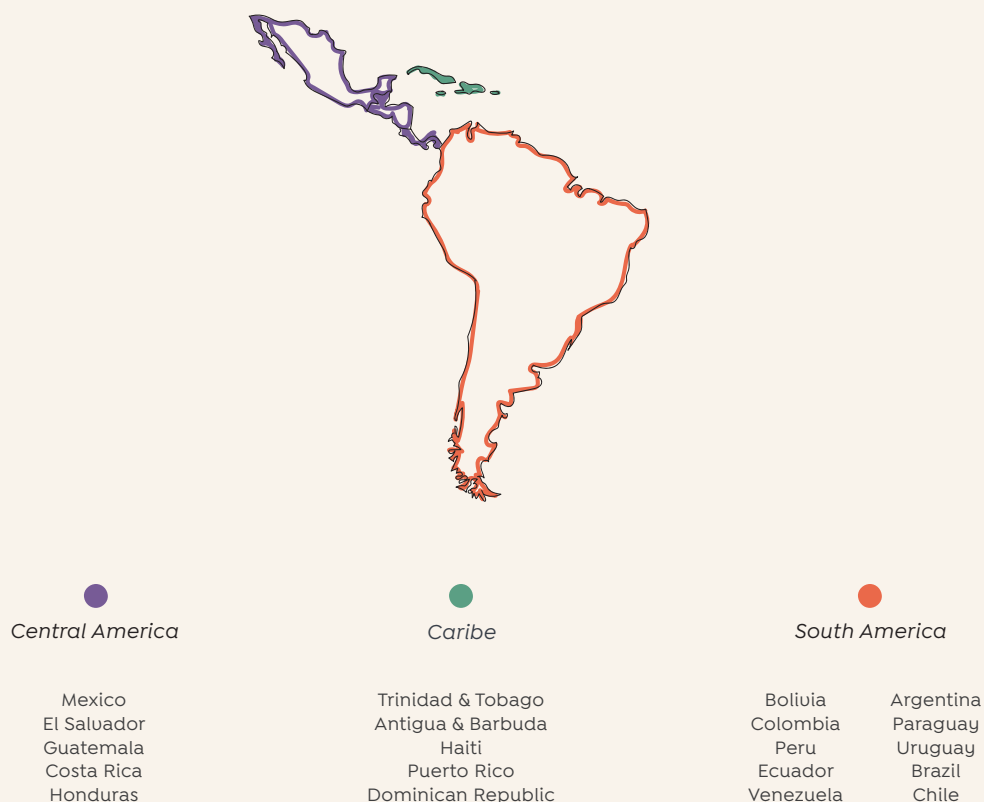 Central America
Mexico
El Salvador
Guatemala
Costa Rica
Honduras
Caribe
Trinidad & Tobago
Antigua & Barbuda
Haiti
Puerto Rico
Dominican Republic
South America
Bolivia Argentina
Colombia Paraguay
Peru Uruguay
Ecuador Brazil
Venezuela Chile